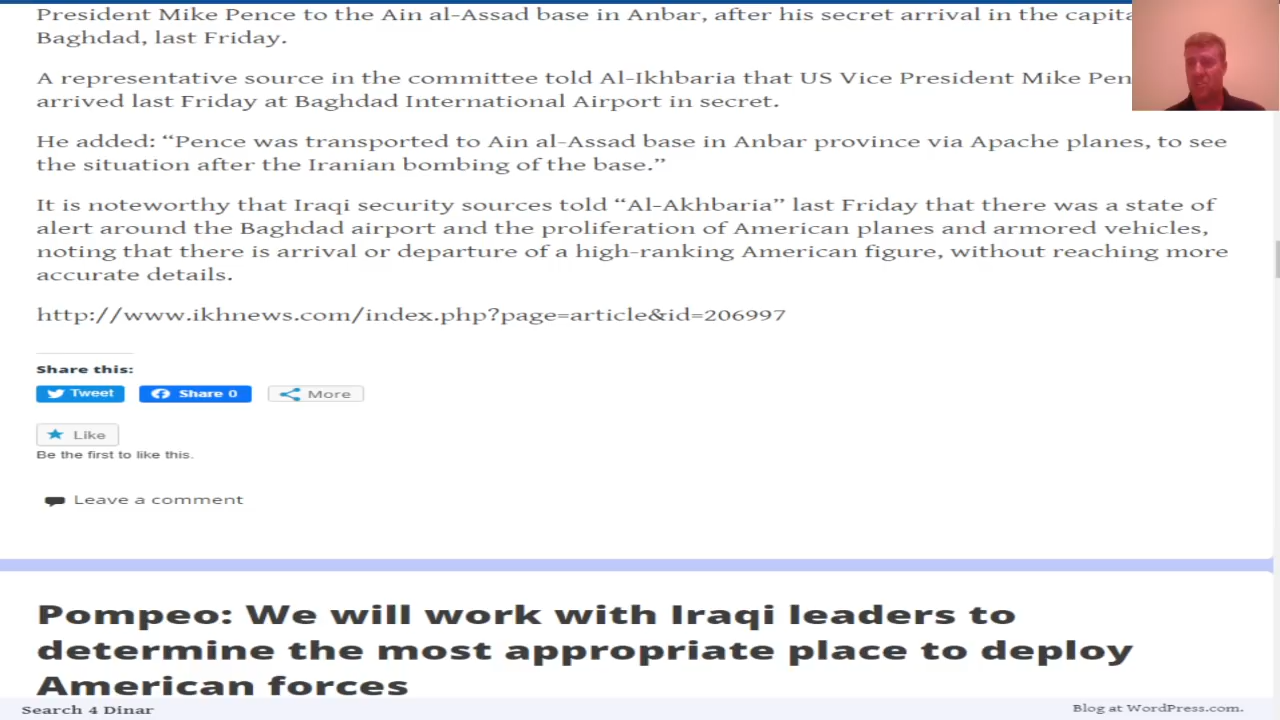 President Mike Pence to the Ain al-Assad base in Anbar, after his secret arrival in the
Baghdad, last Friday.
A representative source in the committee told Al-Ikhbaria that US Vice President Mike
arrived last Friday at Baghdad International Airport in secret.
He added: “Pence was transported to Ain al-Assad base in Anbar province via Apache planes, to see
the situation after the Iranian bombing of the base.”
It is noteworthy that Iraqi security sources told “Al-Akhbaria” last Friday that there was a state of
alert around the Baghdad airport and the proliferation of American planes and armored vehicles,
noting that there is arrival or departure of a high-ranking American figure, without reaching more
accurate details.
http://www.ikhnews.com/index.php?page=article&id=206997
Share this:
Tweet Share 0 More
Like
Be the first to like this.
Leave a comment
Pompeo: We will work with Iraqi leaders to
determine the most appropriate place to deploy
American forces
Search 4 Dinar Blog at WordPress.com.